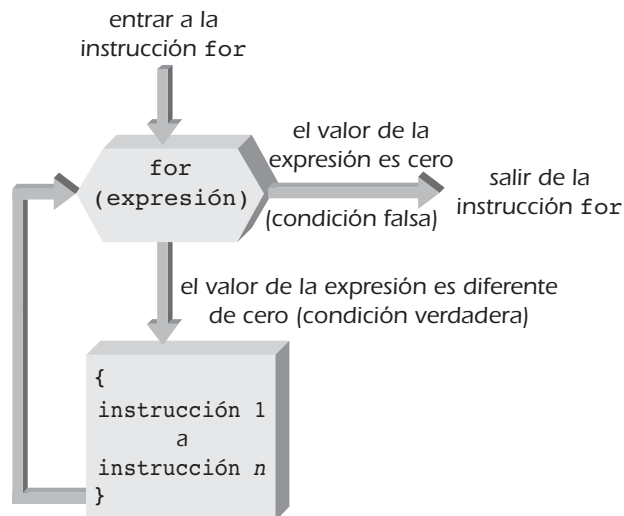 entrar a la
instrucción for
for
(expresión)
el valor de la
expresión es cero
(condición falsa)
salir de la
instrucción for
el valor de la expresión es diferente
de cero (condición verdadera)
{
instrucción 1
a
instrucción n
}